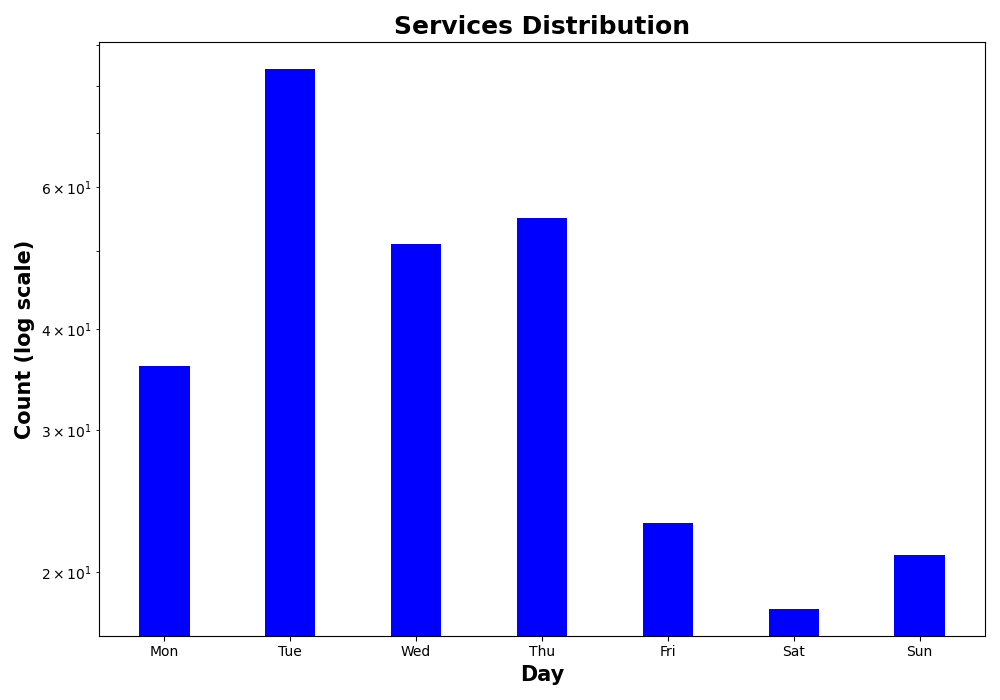 Services Distribution
Count (log scale)
6 × 10¹
4 × 10¹
3 × 10¹
2 × 10¹
Mon Tue Wed Thu Fri Sat Sun
Day